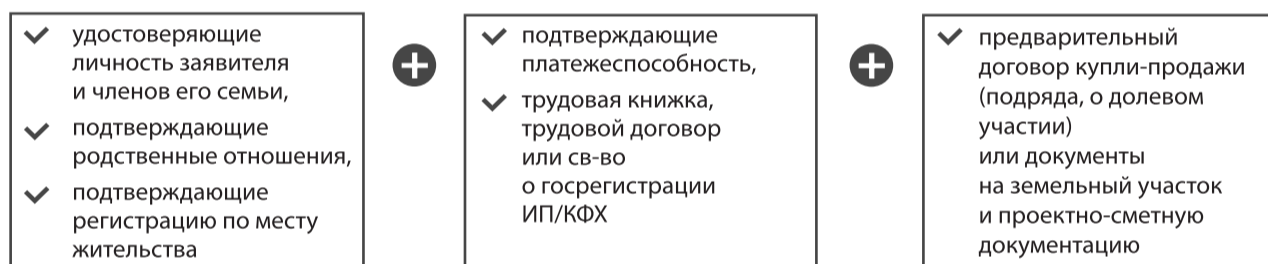 удостоверяющие
личность заявителя
и членов его семьи,
подтверждающие
родственные отношения,
подтверждающие
регистрацию по месту
жительства
подтверждающие
платежеспособность,
трудовая книжка,
трудовой договор
или св-во
о госрегистрации
ИП/КФХ
предварительный
договор купли-продажи
(подряда, о долевом
участии)
или документы
на земельный участок
и проектно-сметную
документацию